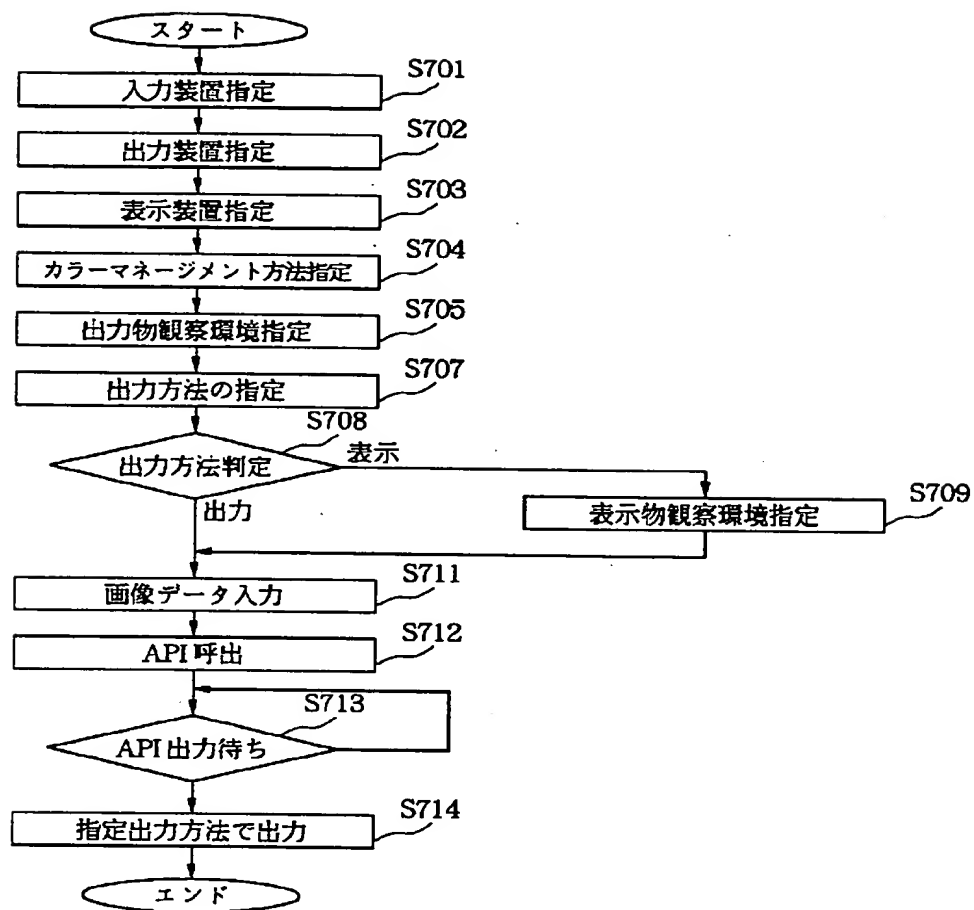 スタート
S701
入力装置指定
S702
出力装置指定
S703
表示装置指定
S704
カラーマネージメント方法指定
S705
出力物観察環境指定
S707
出力方法の指定
S708
出力方法判定
表示
出力
S709
表示物観察環境指定
S711
画像データ入力
S712
API呼出
S713
API出力待ち
S714
指定出力方法で出力
エンド